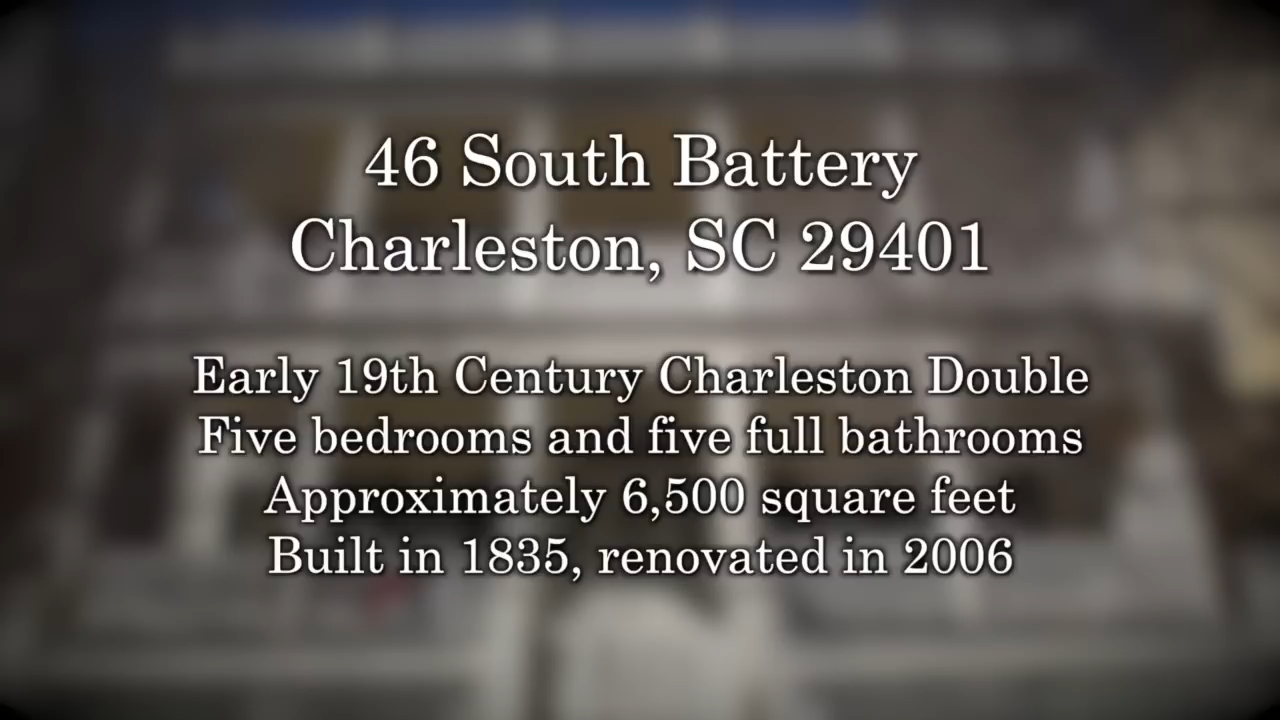 46 South Battery
Charleston, SC 29401
Early 19th Century Charleston Double
Five bedrooms and five full bathrooms
Approximately 6,500 square feet
Built in 1835, renovated in 2006